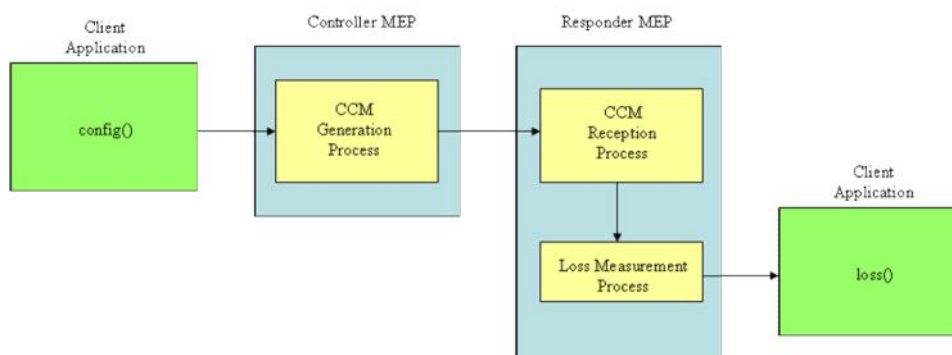 Client
Application
config()
Controller MEP
CCM
Generation
Process
Responder MEP
CCM
Reception
Process
Loss Measurement
Process
Client
Application
loss()